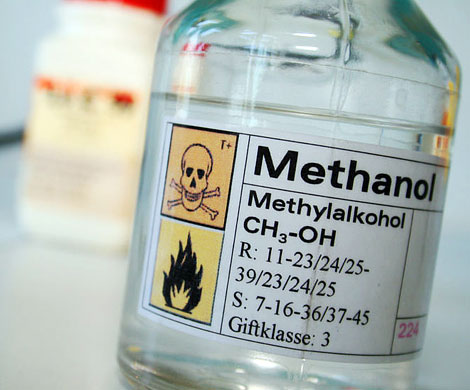 T+
Methanol
Methylalkohol
CH₃-OH
R: 11-23/24/25-
39/23/24/25
S: 7-16-36/37-45
Giftklasse: 3
224